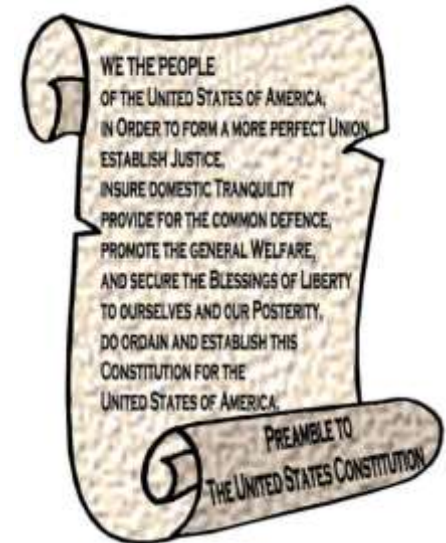 WE THE PEOPLE
OF THE UNITED STATES OF AMERICA,
IN ORDER TO FORM A MORE PERFECT UNION,
ESTABLISH JUSTICE,
INSURE DOMESTIC TRANQUILITY
PROVIDE FOR THE COMMON DEFENCE,
PROMOTE THE GENERAL WELFARE,
AND SECURE THE BLESSINGS OF LIBERTY
TO OURSELVES AND OUR POSTERITY,
DO ORDAIN AND ESTABLISH THIS
CONSTITUTION FOR THE
UNITED STATES OF AMERICA.
PREAMBLE TO
THE UNITED STATES CONSTITUTION